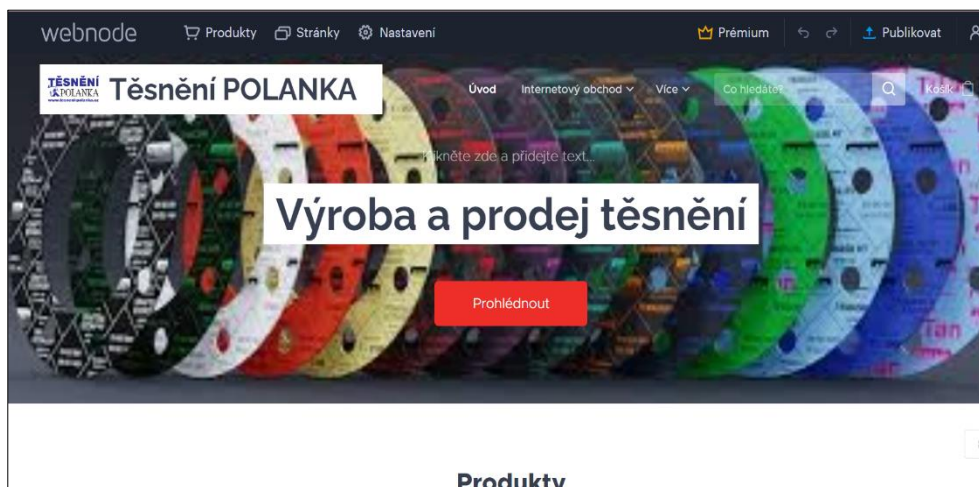 webnode Produkty Stránky Nastavení Prémium Publikovat
TĚSNĚNÍ
POLANKA
Těsnění POLANKA
Úvod Internetový obchod Více Co hledáte? Košík
Klikněte zde a přidejte text...
Výroba a prodej těsnění
Prohlédnout
Produkty